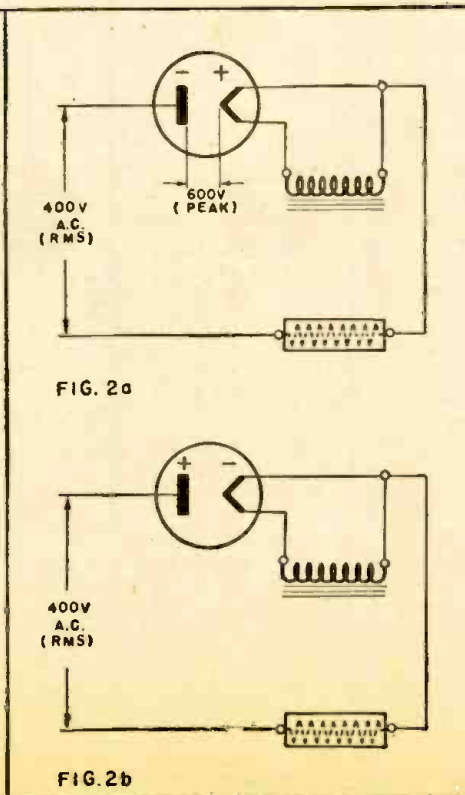 - +
600V
(PEAK)
400V
A.C.
(RMS)
FIG. 2a
+ -
400V
A.C.
(RMS)
FIG. 2b